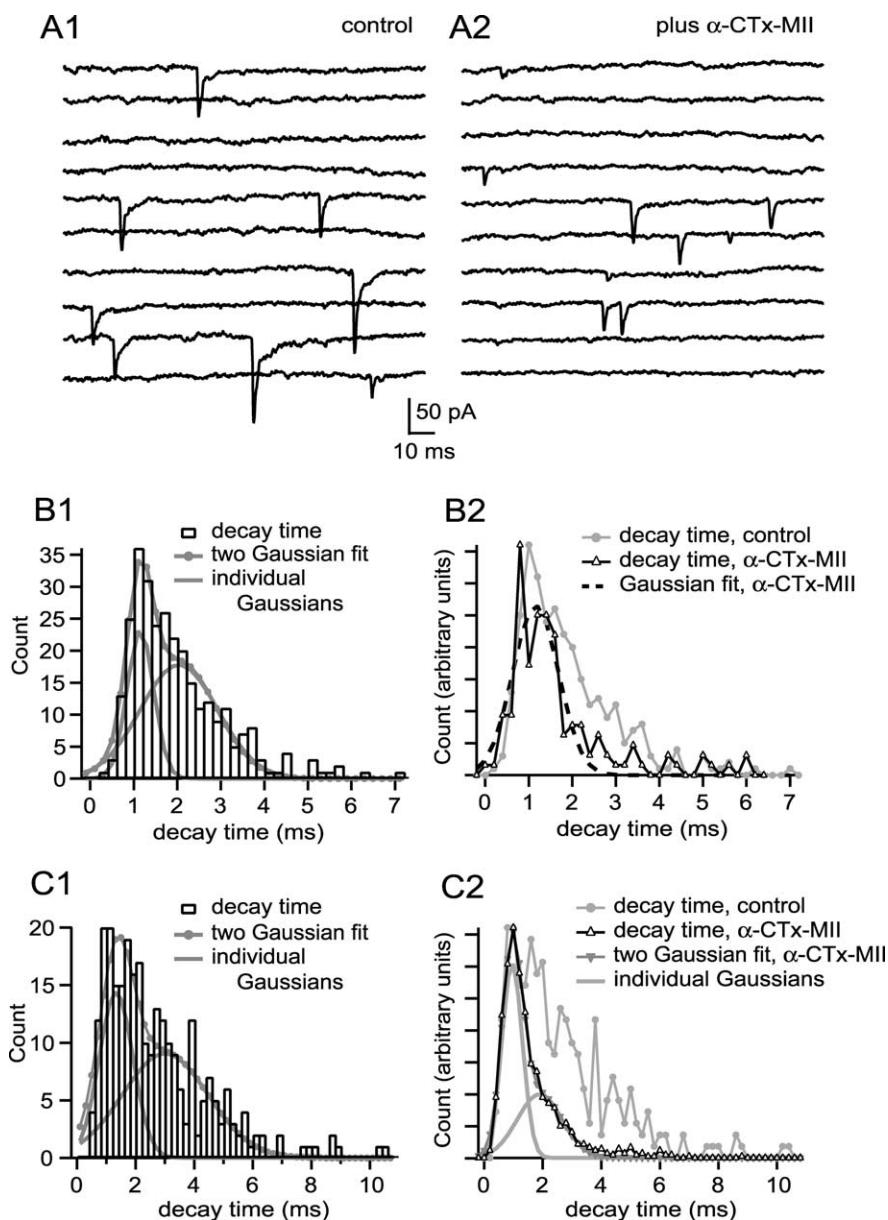 A1
control
A2
plus α-CTx-MII
50 pA
10 ms
B1
decay time
two Gaussian fit
individual
Gaussians
Count
35
30
25
20
15
10
5
0
0 1 2 3 4 5 6 7
decay time (ms)
B2
decay time, control
decay time, α-CTx-MII
Gaussian fit, α-CTx-MII
Count (arbitrary units)
0 1 2 3 4 5 6 7
decay time (ms)
C1
decay time
two Gaussian fit
individual
Gaussians
Count
20
15
10
5
0
0 2 4 6 8 10
decay time (ms)
C2
decay time, control
decay time, α-CTx-MII
two Gaussian fit, α-CTx-MII
individual Gaussians
Count (arbitrary units)
0 2 4 6 8 10
decay time (ms)